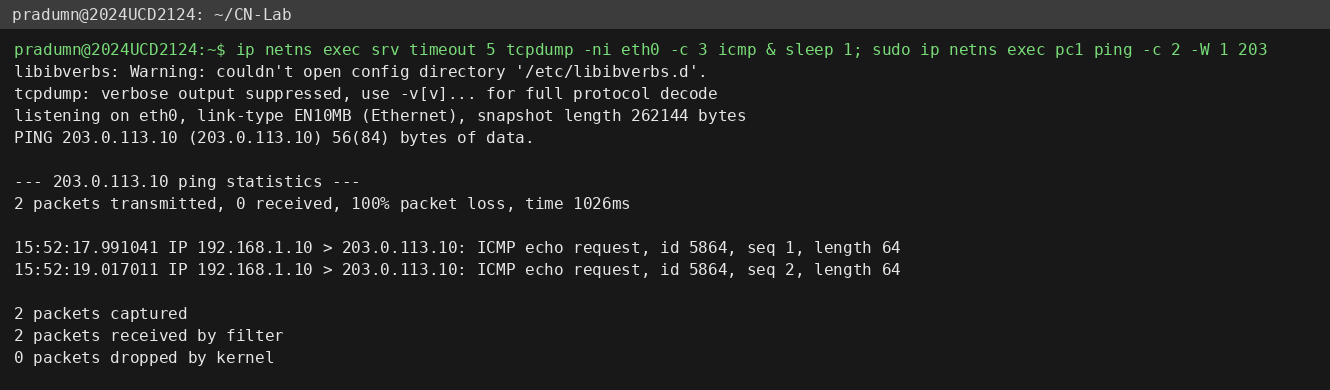 pradumn@2024UCD2124: ~/CN-Lab
pradumn@2024UCD2124:~$ ip netns exec srv timeout 5 tcpdump -ni eth0 -c 3 icmp & sleep 1; sudo ip netns exec pc1 ping -c 2 -W 1 203
libibverbs: Warning: couldn't open config directory '/etc/libibverbs.d'.
tcpdump: verbose output suppressed, use -v[v]... for full protocol decode
listening on eth0, link-type EN10MB (Ethernet), snapshot length 262144 bytes
PING 203.0.113.10 (203.0.113.10) 56(84) bytes of data.
--- 203.0.113.10 ping statistics ---
2 packets transmitted, 0 received, 100% packet loss, time 1026ms
15:52:17.991041 IP 192.168.1.10 > 203.0.113.10: ICMP echo request, id 5864, seq 1, length 64
15:52:19.017011 IP 192.168.1.10 > 203.0.113.10: ICMP echo request, id 5864, seq 2, length 64
2 packets captured
2 packets received by filter
0 packets dropped by kernel